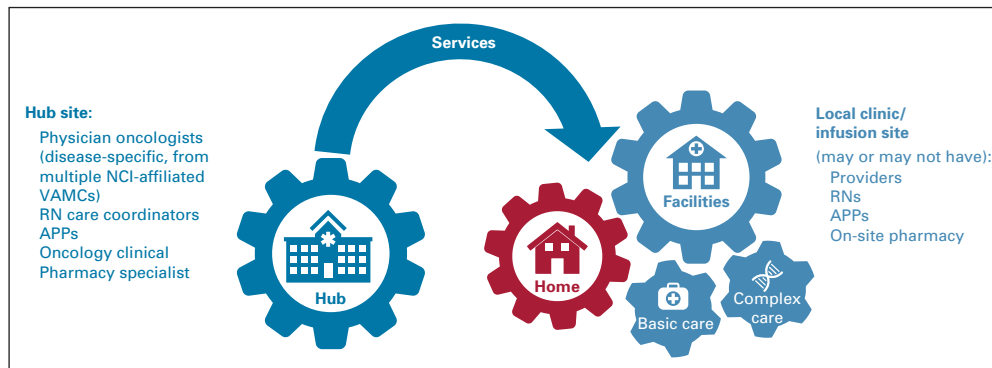 Services
Hub site:
Physician oncologists
(disease-specific, from
multiple NCI-affiliated
VAMCs)
RN care coordinators
APPs
Oncology clinical
Pharmacy specialist
Hub
Home
Facilities
Basic care
Complex
care
Local clinic/
infusion site
(may or may not have):
Providers
RNs
APPs
On-site pharmacy